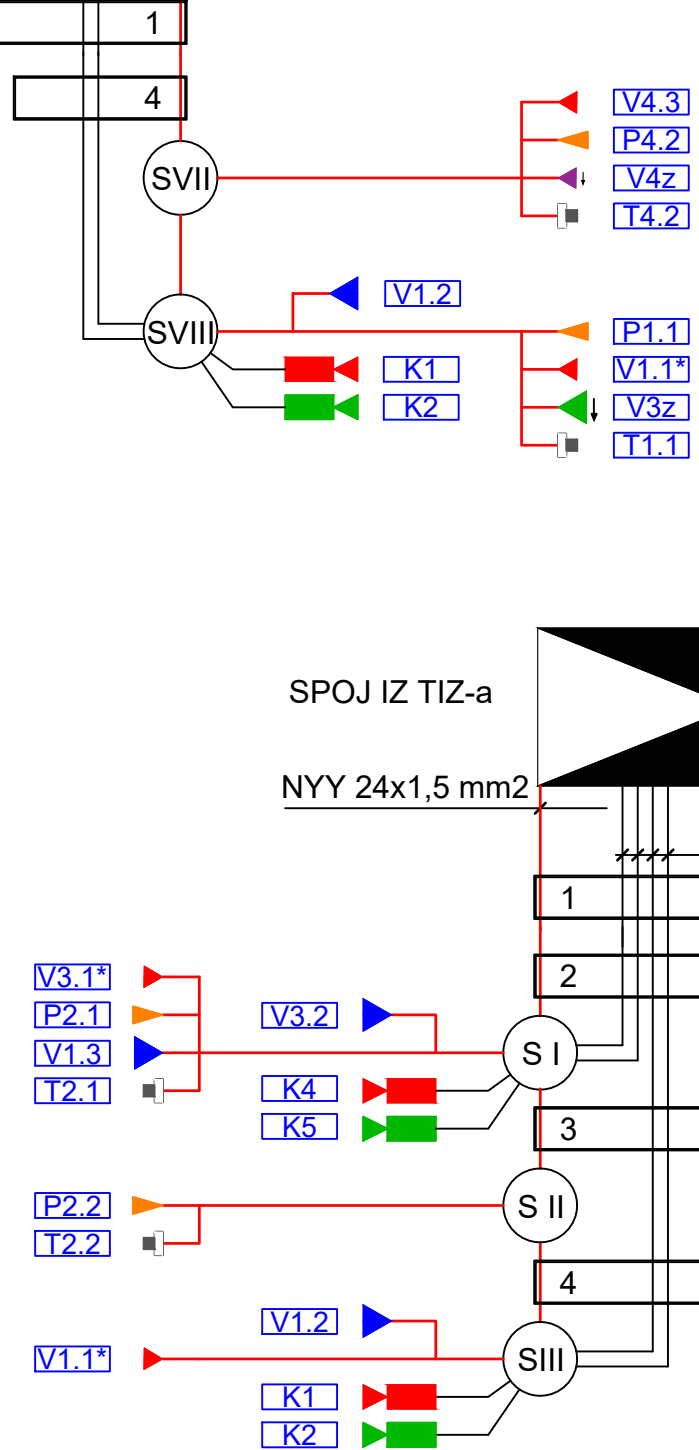 1
4
V4.3
P4.2
SVII
V4z
T4.2
V1.2
SVIII
P1.1
K1
V1.1*
K2
V3z
T1.1
SPOJ IZ TIZ-a
NYY 24x1,5 mm2
1
2
V3.1*
P2.1
V3.2
V1.3
S I
T2.1
K4
K5
3
P2.2
S II
T2.2
4
V1.2
V1.1*
SIII
K1
K2